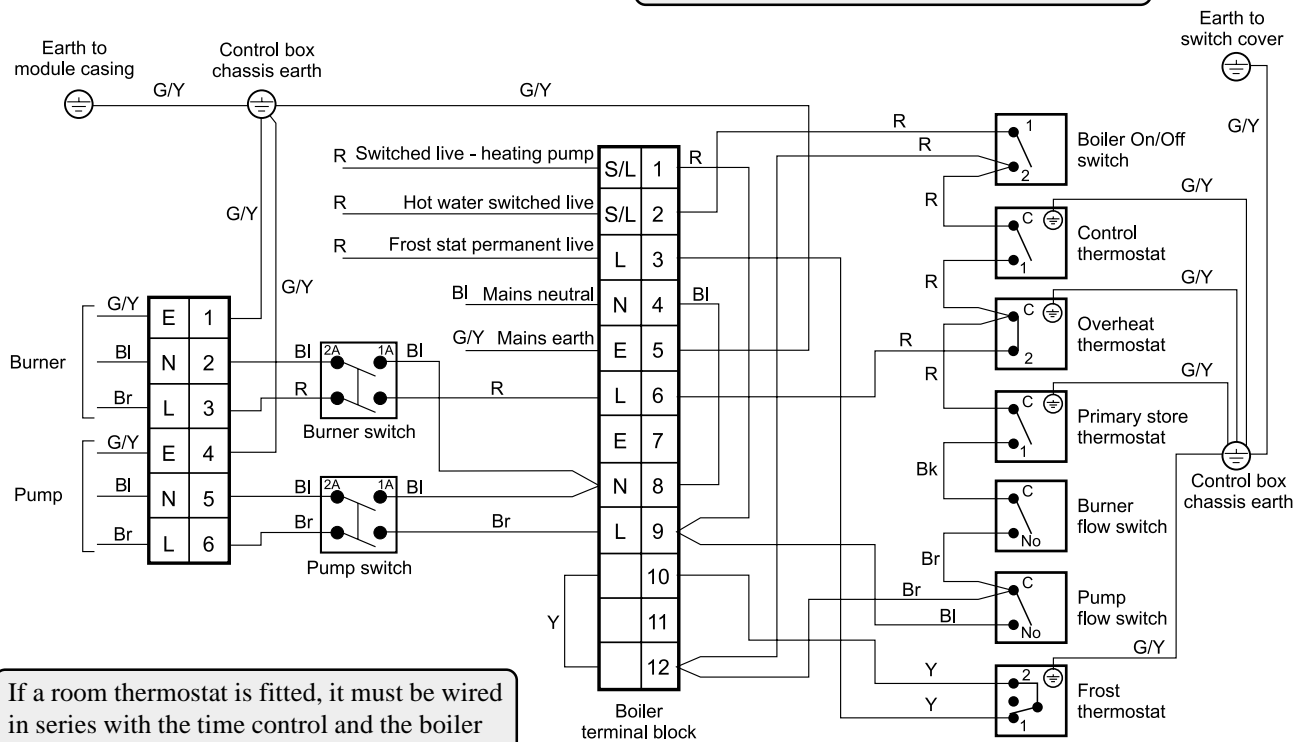 Earth to
module casing
Control box
chassis earth
Earth to
switch cover
G/Y
G/Y
G/Y
G/Y
G/Y
R Switched live - heating pump S/L 1 R
R Hot water switched live S/L 2
R Frost stat permanent live L 3
Bl Mains neutral N 4 Bl
G/Y Mains earth E 5
L 6
E 7
N 8
L 9
10
11
12
Y
Boiler
terminal block
Burner
G/Y E 1
Bl N 2
Br L 3
Pump
G/Y E 4
Bl N 5
Br L 6
Bl 2A 1A Bl
R R
Burner switch
Bl 2A 1A Bl
Br Br
Pump switch
R
R
1
2
Boiler On/Off
switch
R
G/Y
C
1
Control
thermostat
R
G/Y
C
2
Overheat
thermostat
R
R
G/Y
C
1
Primary store
thermostat
Bk
Control box
chassis earth
C
No
Burner
flow switch
Br
Br
Bl
C
No
Pump
flow switch
G/Y
Y
Y
2
1
Frost
thermostat
If a room thermostat is fitted, it must be wired
in series with the time control and the boiler